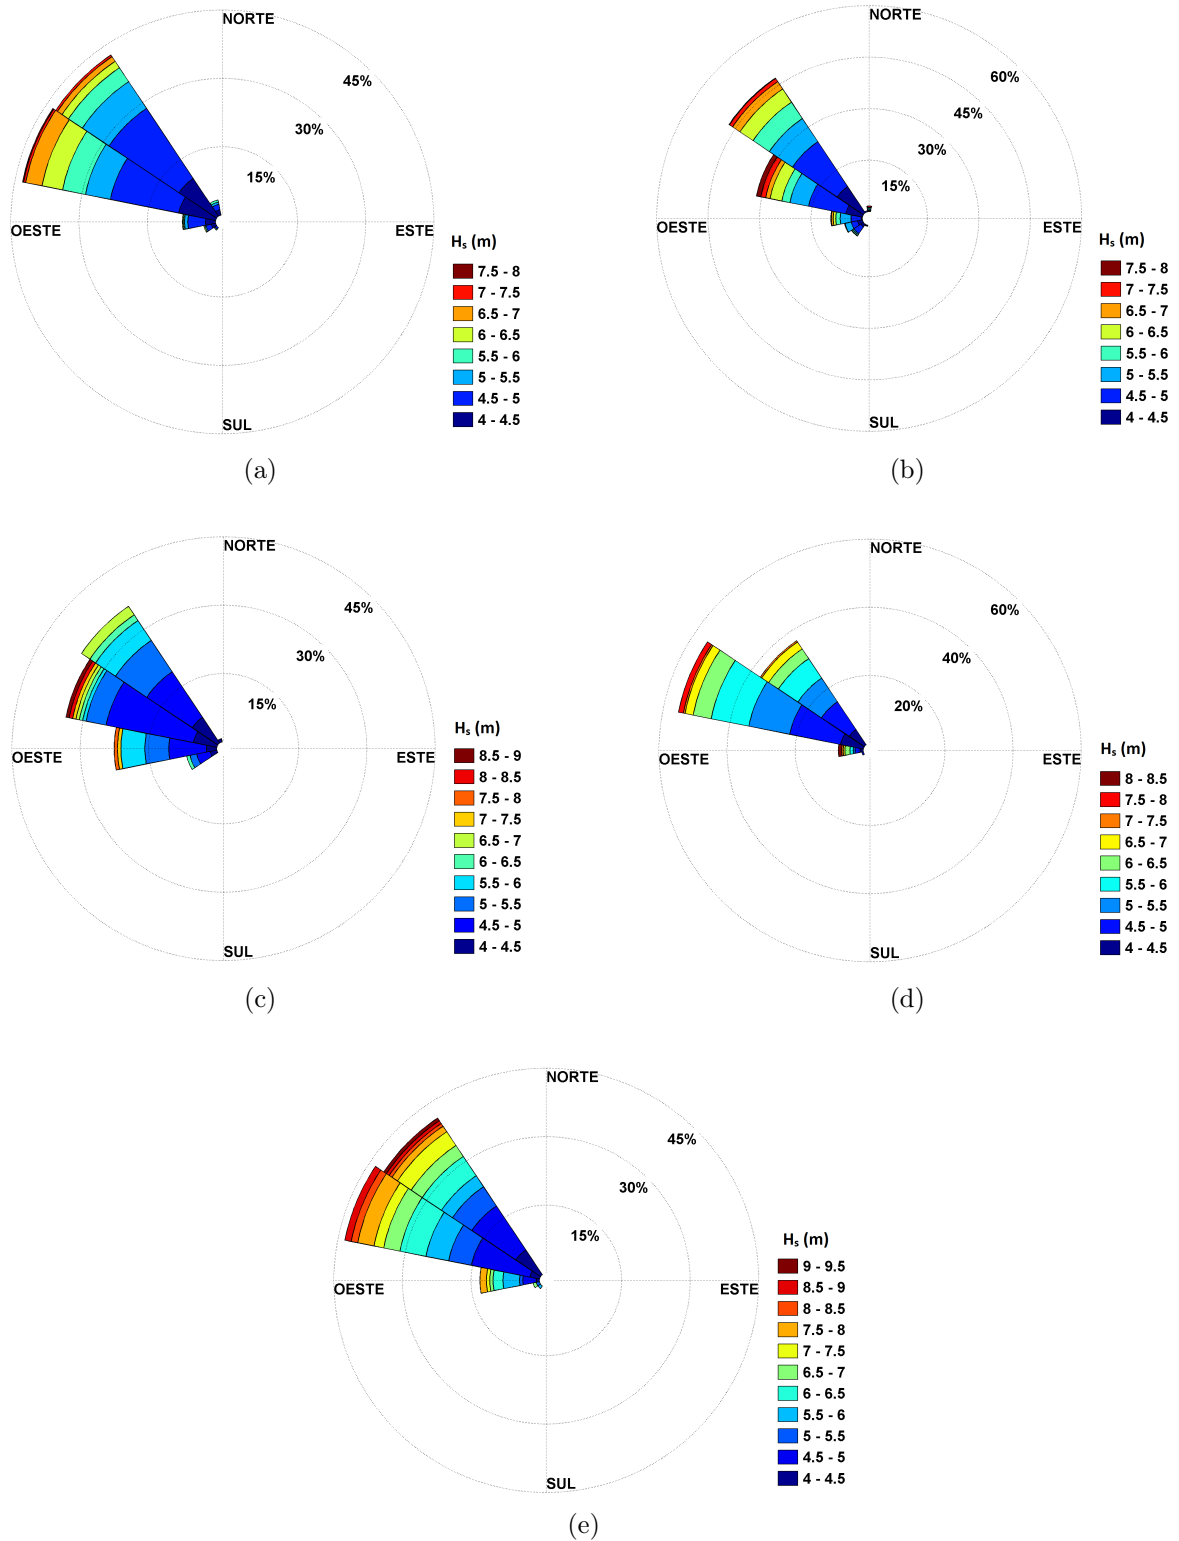 NORTE
45%
30%
15%
OESTE
ESTE
SUL
Hs (m)
7.5 - 8
7 - 7.5
6.5 - 7
6 - 6.5
5.5 - 6
5 - 5.5
4.5 - 5
4 - 4.5
(a)
NORTE
60%
45%
30%
15%
OESTE
ESTE
SUL
Hs (m)
7.5 - 8
7 - 7.5
6.5 - 7
6 - 6.5
5.5 - 6
5 - 5.5
4.5 - 5
4 - 4.5
(b)
NORTE
45%
30%
15%
OESTE
ESTE
SUL
Hs (m)
8.5 - 9
8 - 8.5
7.5 - 8
7 - 7.5
6.5 - 7
6 - 6.5
5.5 - 6
5 - 5.5
4.5 - 5
4 - 4.5
(c)
NORTE
60%
40%
20%
OESTE
ESTE
SUL
Hs (m)
8 - 8.5
7.5 - 8
7 - 7.5
6.5 - 7
6 - 6.5
5.5 - 6
5 - 5.5
4.5 - 5
4 - 4.5
(d)
NORTE
45%
30%
15%
OESTE
ESTE
SUL
Hs (m)
9 - 9.5
8.5 - 9
8 - 8.5
7.5 - 8
7 - 7.5
6.5 - 7
6 - 6.5
5.5 - 6
5 - 5.5
4.5 - 5
4 - 4.5
(e)